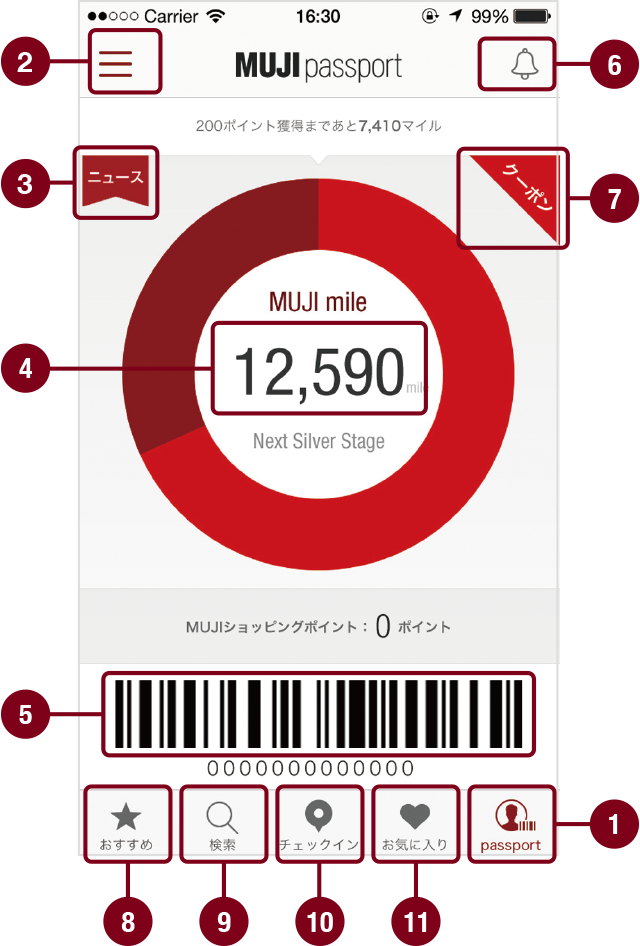 Carrier 16:30 99%
2
MUJI passport
6
200ポイント獲得まであと7,410マイル
3
ニュース
クーポン
7
MUJI mile
4
12,590 mile
Next Silver Stage
MUJIショッピングポイント： 0 ポイント
5
0000000000000
おすすめ
検索
チェックイン
お気に入り
passport
1
8
9
10
11